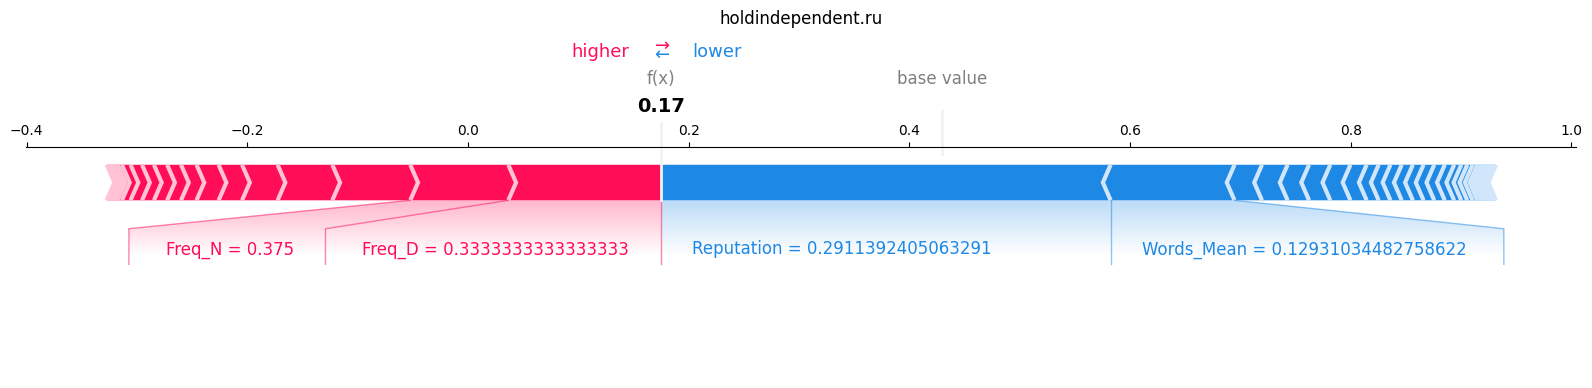 holdindependent.ru
higher ⇄ lower
f(x) base value
0.17
−0.4 −0.2 0.0 0.2 0.4 0.6 0.8 1.0
Freq_N = 0.375 Freq_D = 0.3333333333333333 Reputation = 0.2911392405063291 Words_Mean = 0.12931034482758622